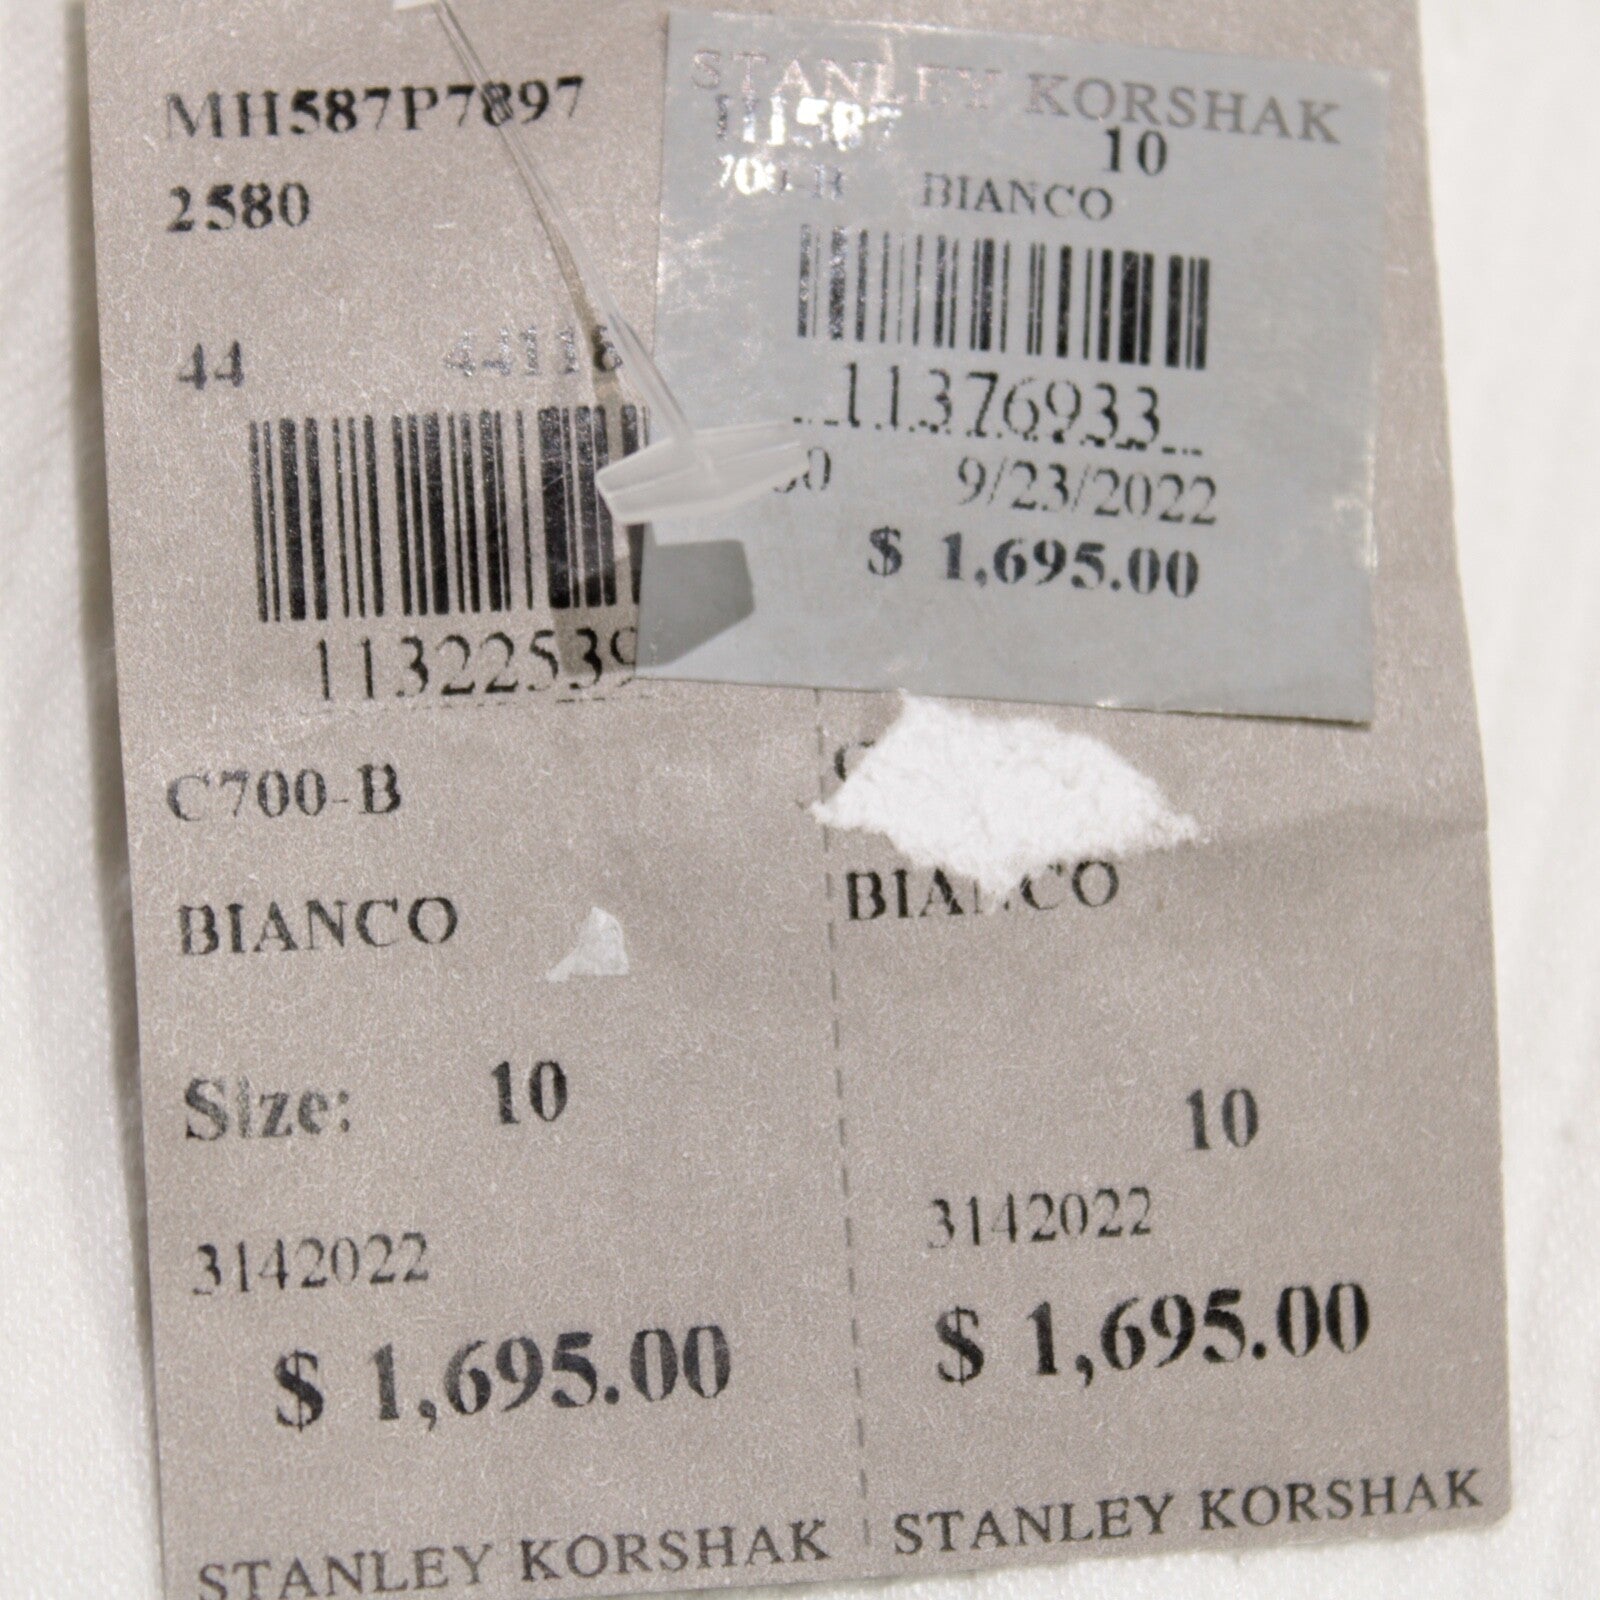 MH587P7897
2580
44
11322539
C700-B
BIANCO
Size: 10
3142022
$ 1,695.00
STANLEY KORSHAK
STANLEY KORSHAK
10
BIANCO
11376933
9/23/2022
$ 1,695.00
BIANCO
10
3142022
$ 1,695.00
STANLEY KORSHAK